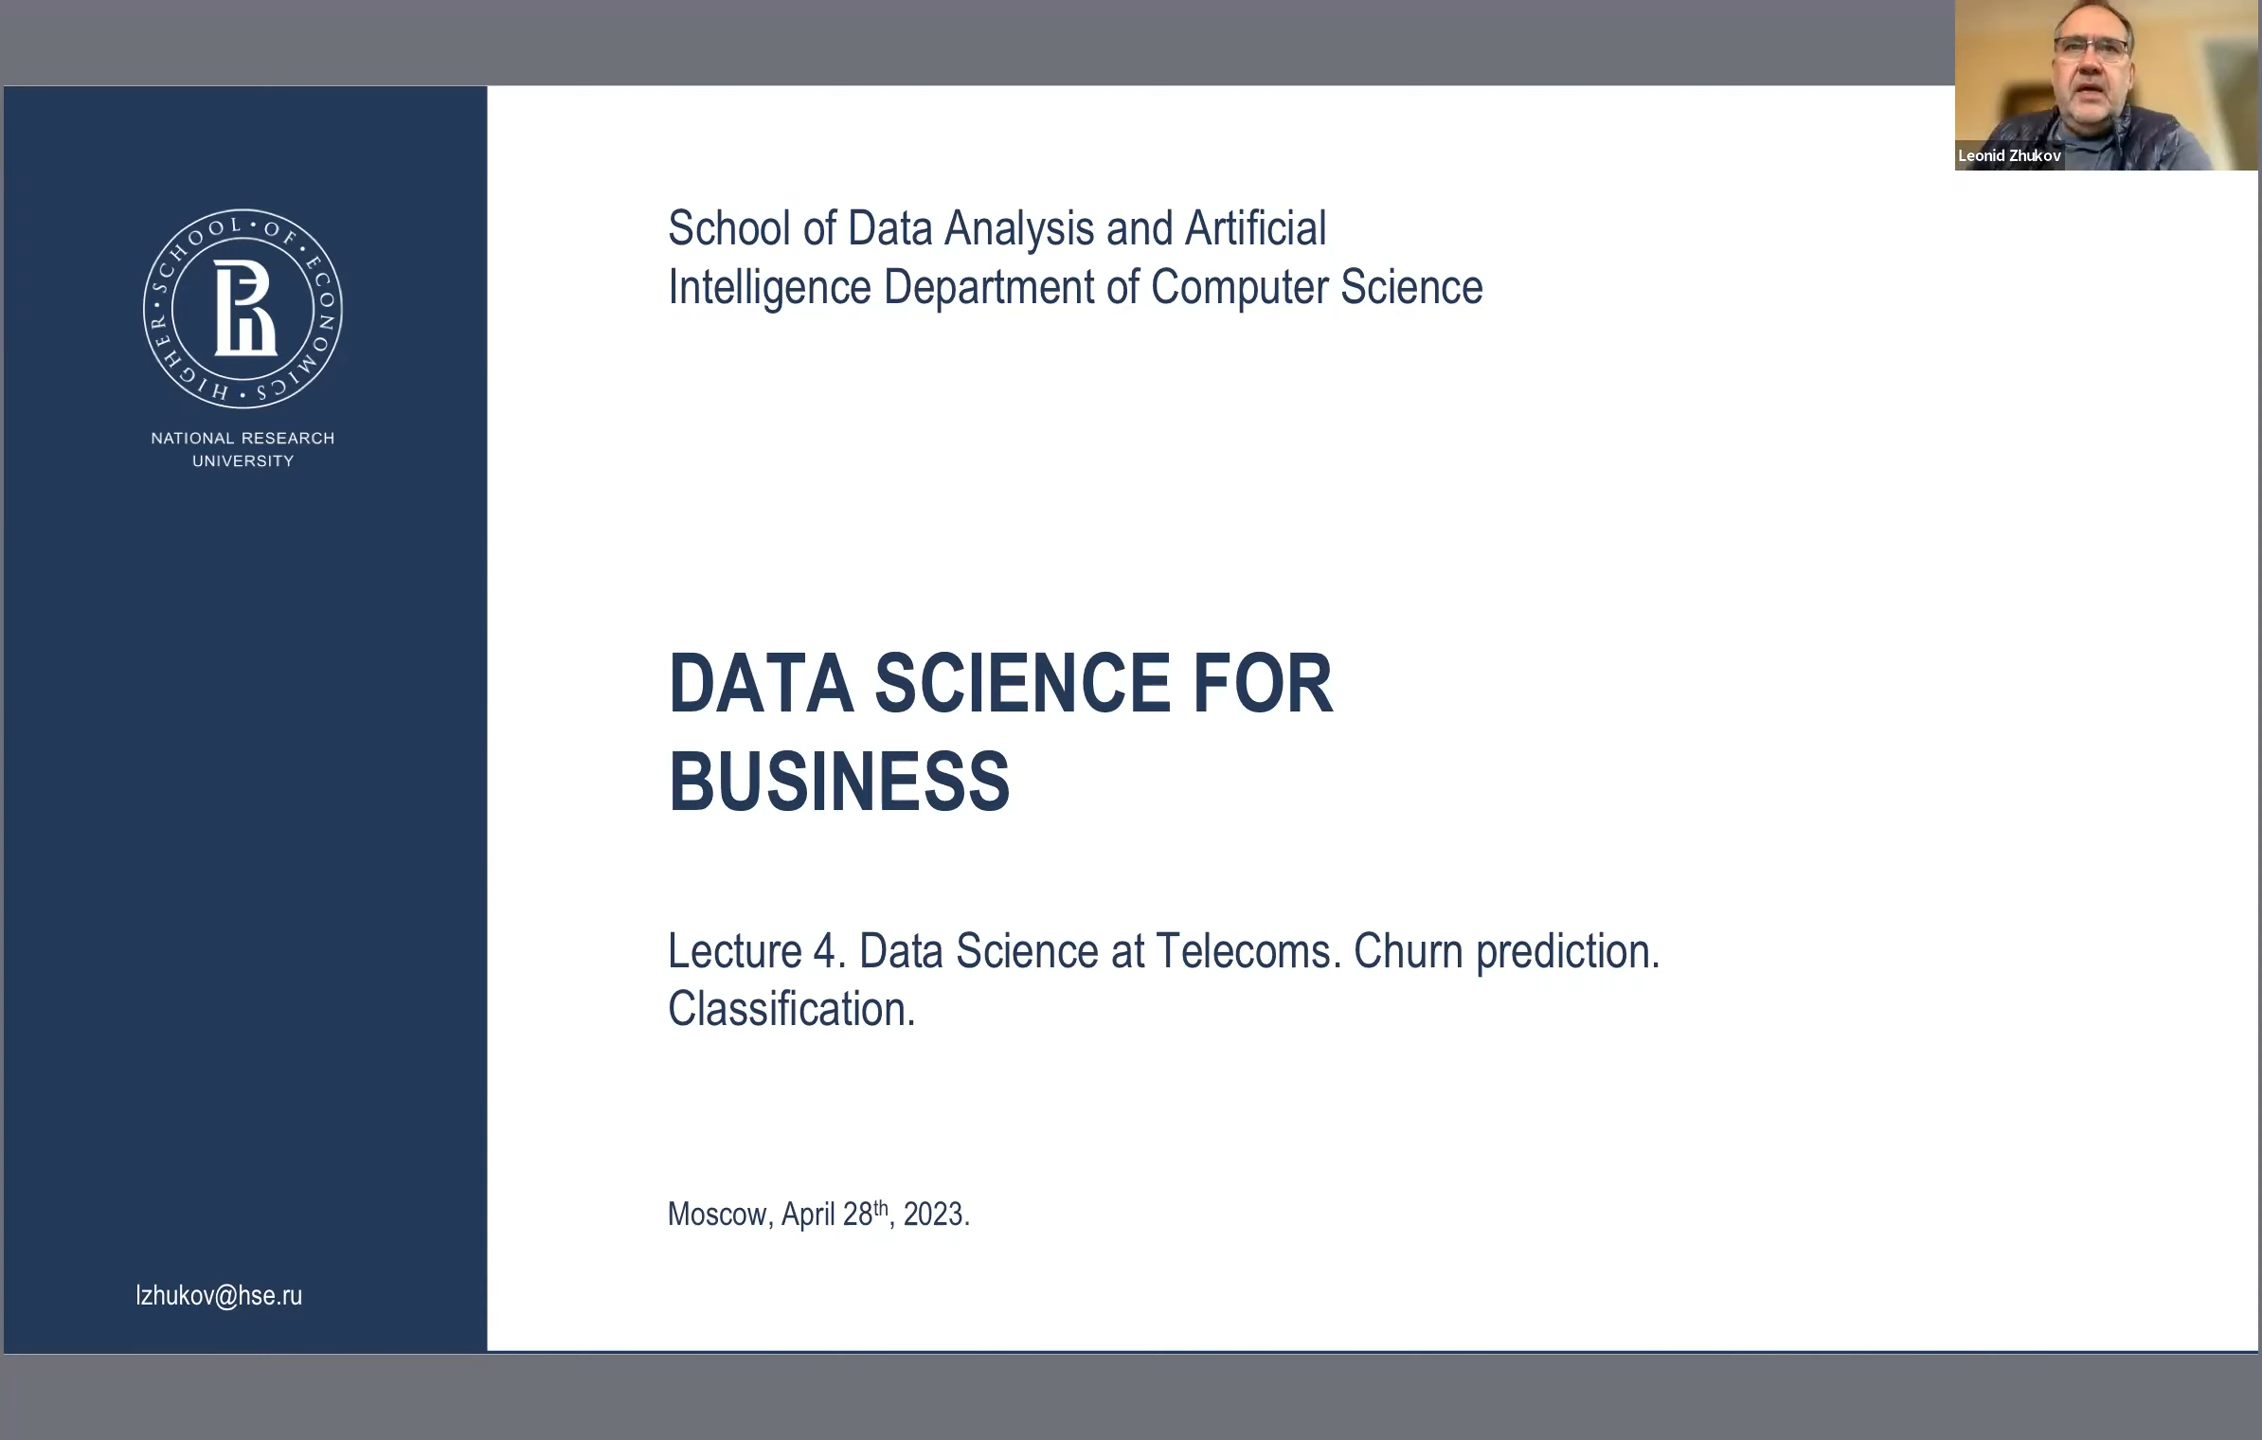 Leonid Zhukov
HIGHER • SCHOOL • OF • ECONOMICS •
NATIONAL RESEARCH
UNIVERSITY
School of Data Analysis and Artificial
Intelligence Department of Computer Science
DATA SCIENCE FOR
BUSINESS
Lecture 4. Data Science at Telecoms. Churn prediction.
Classification.
Moscow, April 28th, 2023.
lzhukov@hse.ru